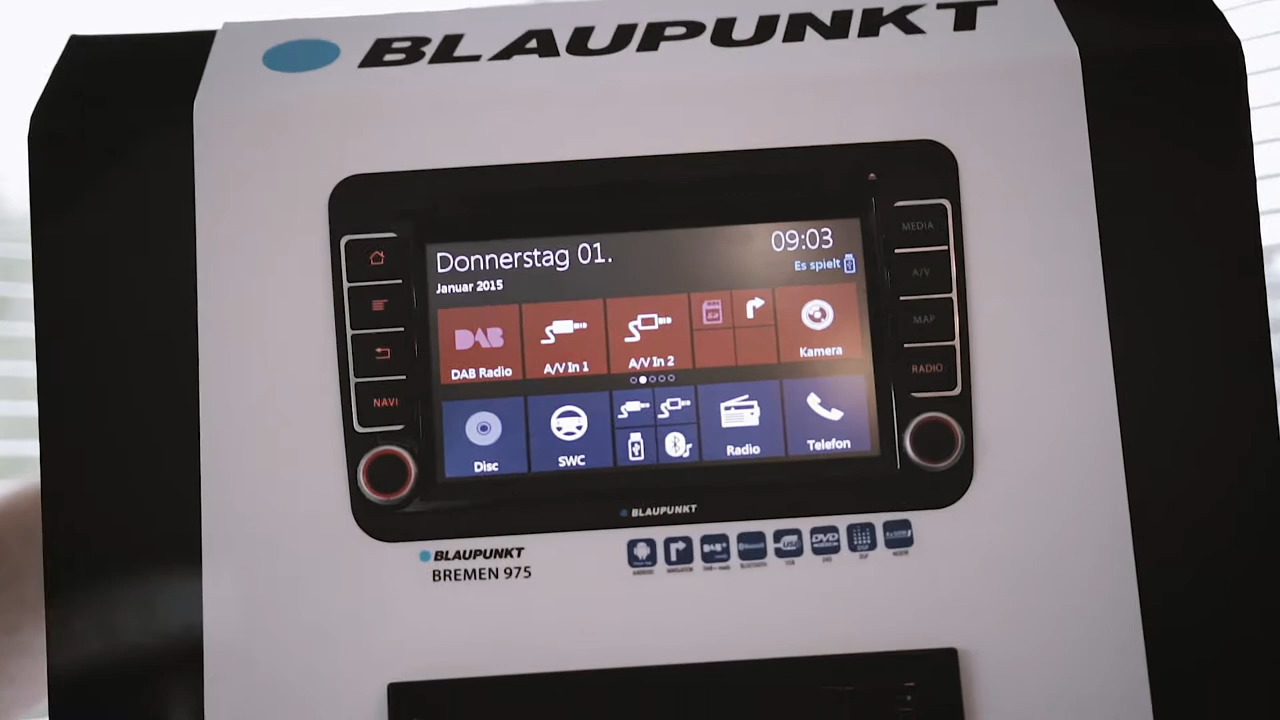 BLAUPUNKT
MEDIA
A/V
MAP
RADIO
NAVI
Donnerstag 01.
Januar 2015
09:03
Es spielt
DAB
DAB Radio
A/V In 1
A/V In 2
Kamera
Disc
SWC
Radio
Telefon
BLAUPUNKT
BLAUPUNKT
BREMEN 975
DVD
USB